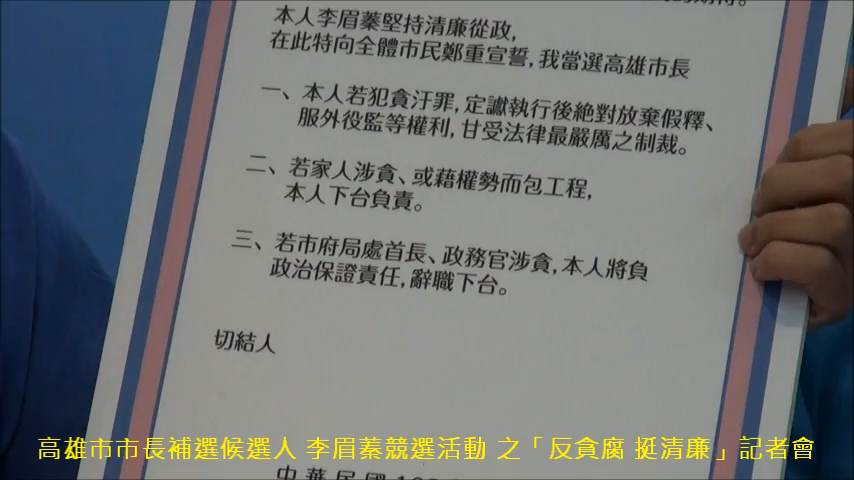 本人李眉蓁堅持清廉從政,
在此特向全體市民鄭重宣誓,我當選高雄市長
一、本人若犯貪汙罪,定讞執行後絕對放棄假釋、
服外役監等權利,甘受法律最嚴厲之制裁。
二、若家人涉貪、或藉權勢而包工程,
本人下台負責。
三、若市府局處首長、政務官涉貪,本人將負
政治保證責任,辭職下台。
切結人
中華民國
高雄市市長補選候選人 李眉蓁競選活動 之「反貪腐 挺清廉」記者會